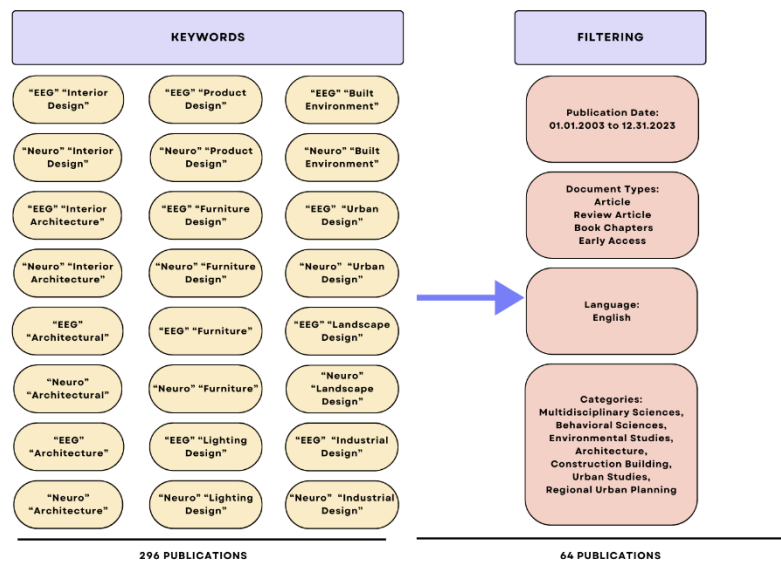 KEYWORDS
"EEG" "Interior
Design"
"EEG" "Product
Design"
"EEG" "Built
Environment"
"Neuro" "Interior
Design"
"Neuro" "Product
Design"
"Neuro" "Built
Environment"
"EEG" "Interior
Architecture"
"EEG" "Furniture
Design"
"EEG" "Urban
Design"
"Neuro" "Interior
Architecture"
"Neuro" "Furniture
Design"
"Neuro" "Urban
Design"
"EEG"
"Architectural"
"EEG" "Furniture"
"EEG" "Landscape
Design"
"Neuro"
"Architectural"
"Neuro" "Furniture"
"Neuro"
"Landscape
Design"
"EEG"
"Architecture"
"EEG" "Lighting
Design"
"EEG" "Industrial
Design"
"Neuro"
"Architecture"
"Neuro" "Lighting
Design"
"Neuro" "Industrial
Design"
296 PUBLICATIONS
FILTERING
Publication Date:
01.01.2003 to 12.31.2023
Document Types:
Article
Review Article
Book Chapters
Early Access
Language:
English
Categories:
Multidisciplinary Sciences,
Behavioral Sciences,
Environmental Studies,
Architecture,
Construction Building,
Urban Studies,
Regional Urban Planning
64 PUBLICATIONS